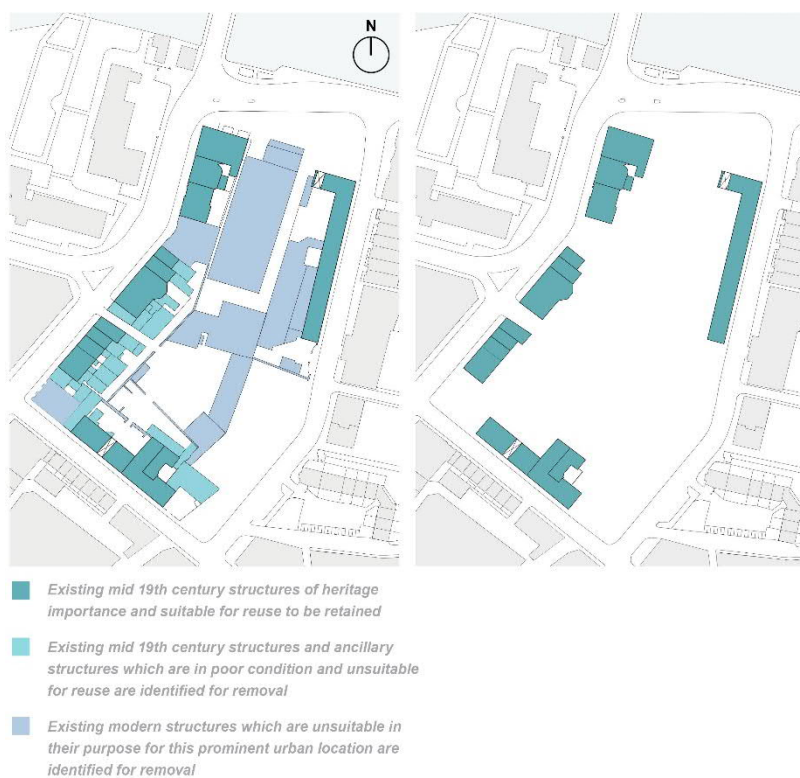 N
Existing mid 19th century structures of heritage
importance and suitable for reuse to be retained
Existing mid 19th century structures and ancillary
structures which are in poor condition and unsuitable
for reuse are identified for removal
Existing modern structures which are unsuitable in
their purpose for this prominent urban location are
identified for removal